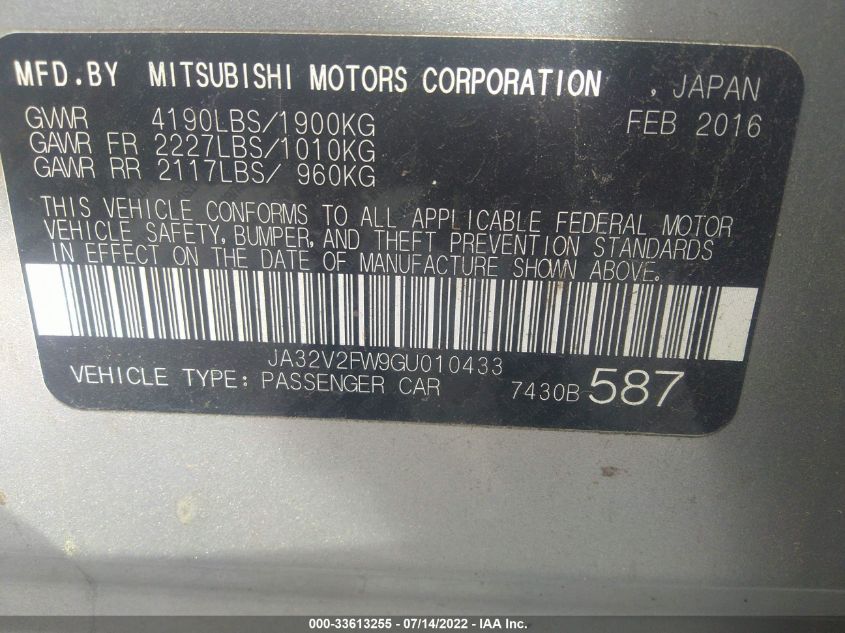 MFD.BY MITSUBISHI MOTORS CORPORATION , JAPAN
GVWR 4190LBS/1900KG FEB 2016
GAWR FR 2227LBS/1010KG
GAWR RR 2117LBS/ 960KG
THIS VEHICLE CONFORMS TO ALL APPLICABLE FEDERAL MOTOR
VEHICLE SAFETY, BUMPER, AND THEFT PREVENTION STANDARDS
IN EFFECT ON THE DATE OF MANUFACTURE SHOWN ABOVE.
JA32V2FW9GU010433
VEHICLE TYPE: PASSENGER CAR 7430B 587
000-33613255 - 07/14/2022 - IAA Inc.